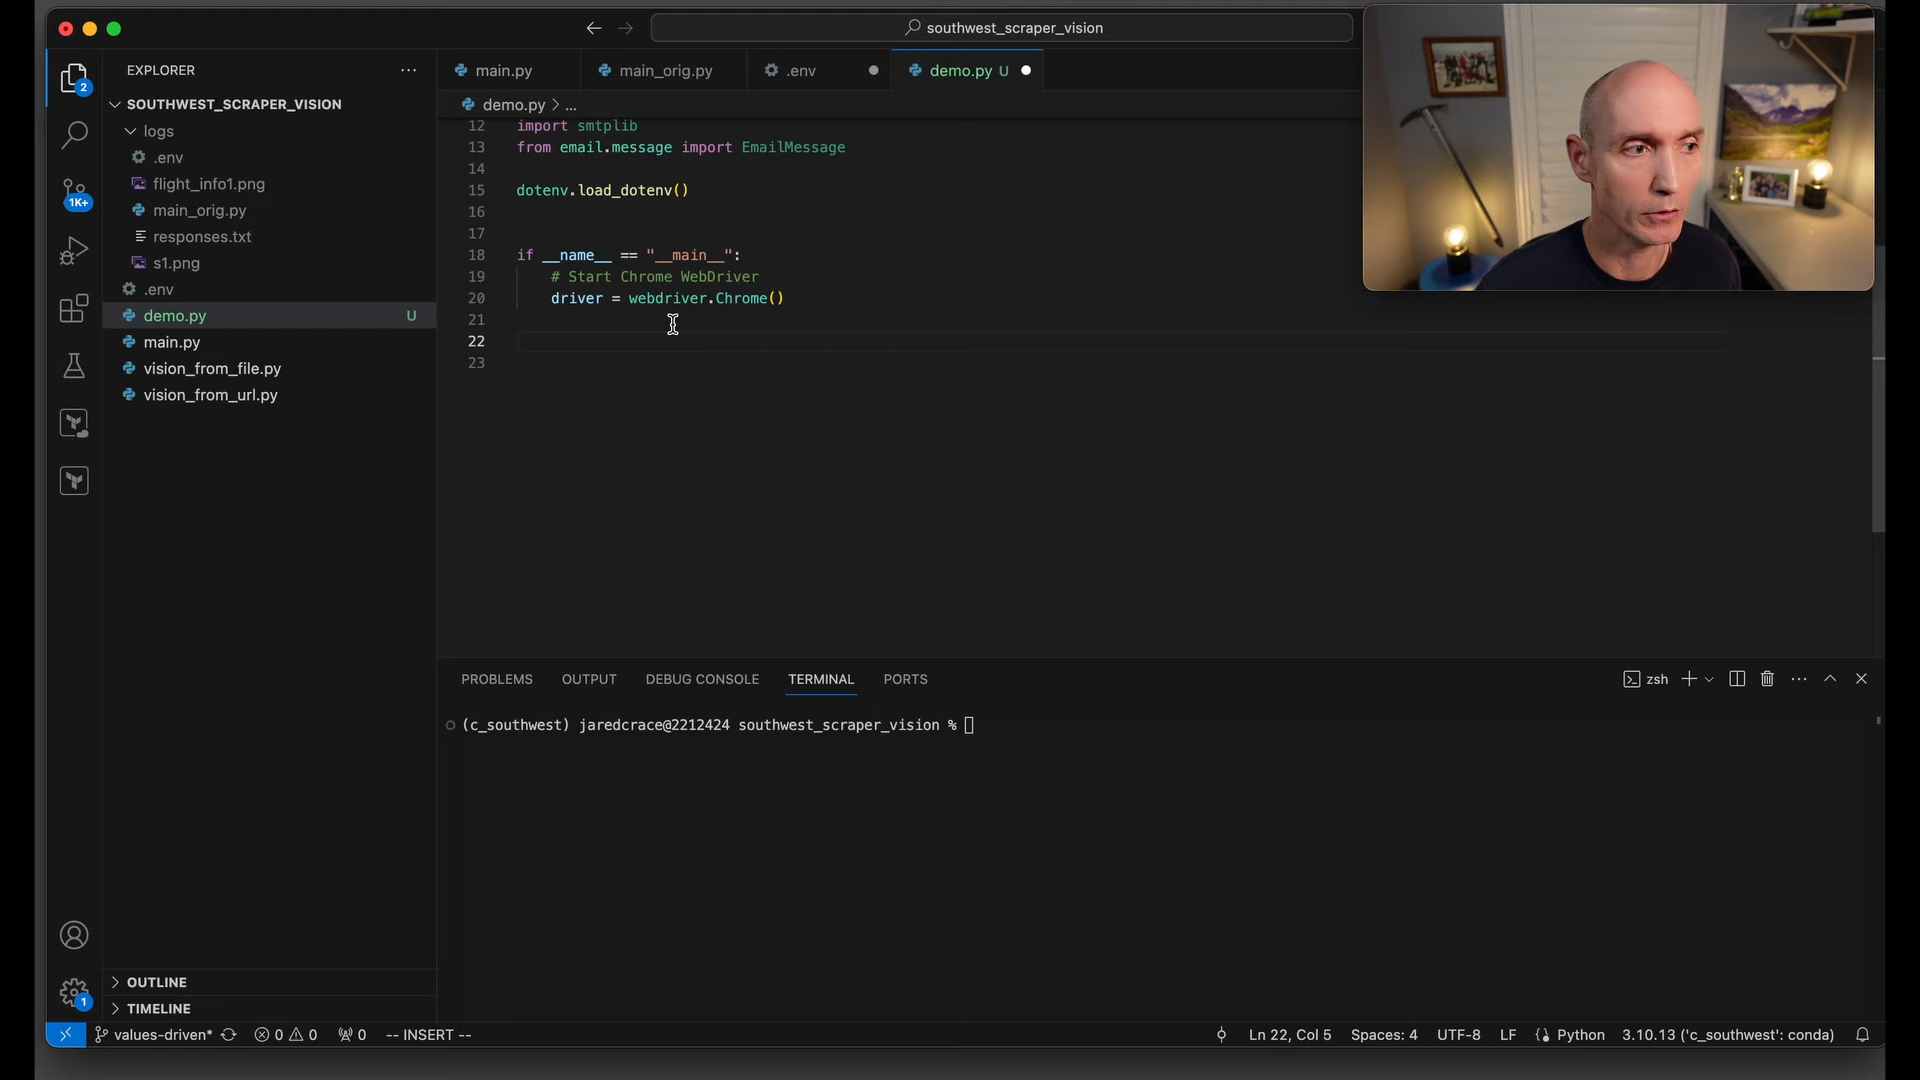 southwest_scraper_vision
EXPLORER
SOUTHWEST_SCRAPER_VISION
logs
.env
flight_info1.png
main_orig.py
responses.txt
s1.png
.env
demo.py U
main.py
vision_from_file.py
vision_from_url.py
OUTLINE
TIMELINE
2
1K+
1
main.py
main_orig.py
.env
demo.py U
demo.py > ...
12 import smtplib
13 from email.message import EmailMessage
14
15 dotenv.load_dotenv()
16
17
18 if __name__ == "__main__":
19 # Start Chrome WebDriver
20 driver = webdriver.Chrome()
21
22
23
PROBLEMS OUTPUT DEBUG CONSOLE TERMINAL PORTS
zsh
(c_southwest) jaredcrace@2212424 southwest_scraper_vision %
values-driven* 0 0 0 -- INSERT -- Ln 22, Col 5 Spaces: 4 UTF-8 LF Python 3.10.13 ('c_southwest': conda)